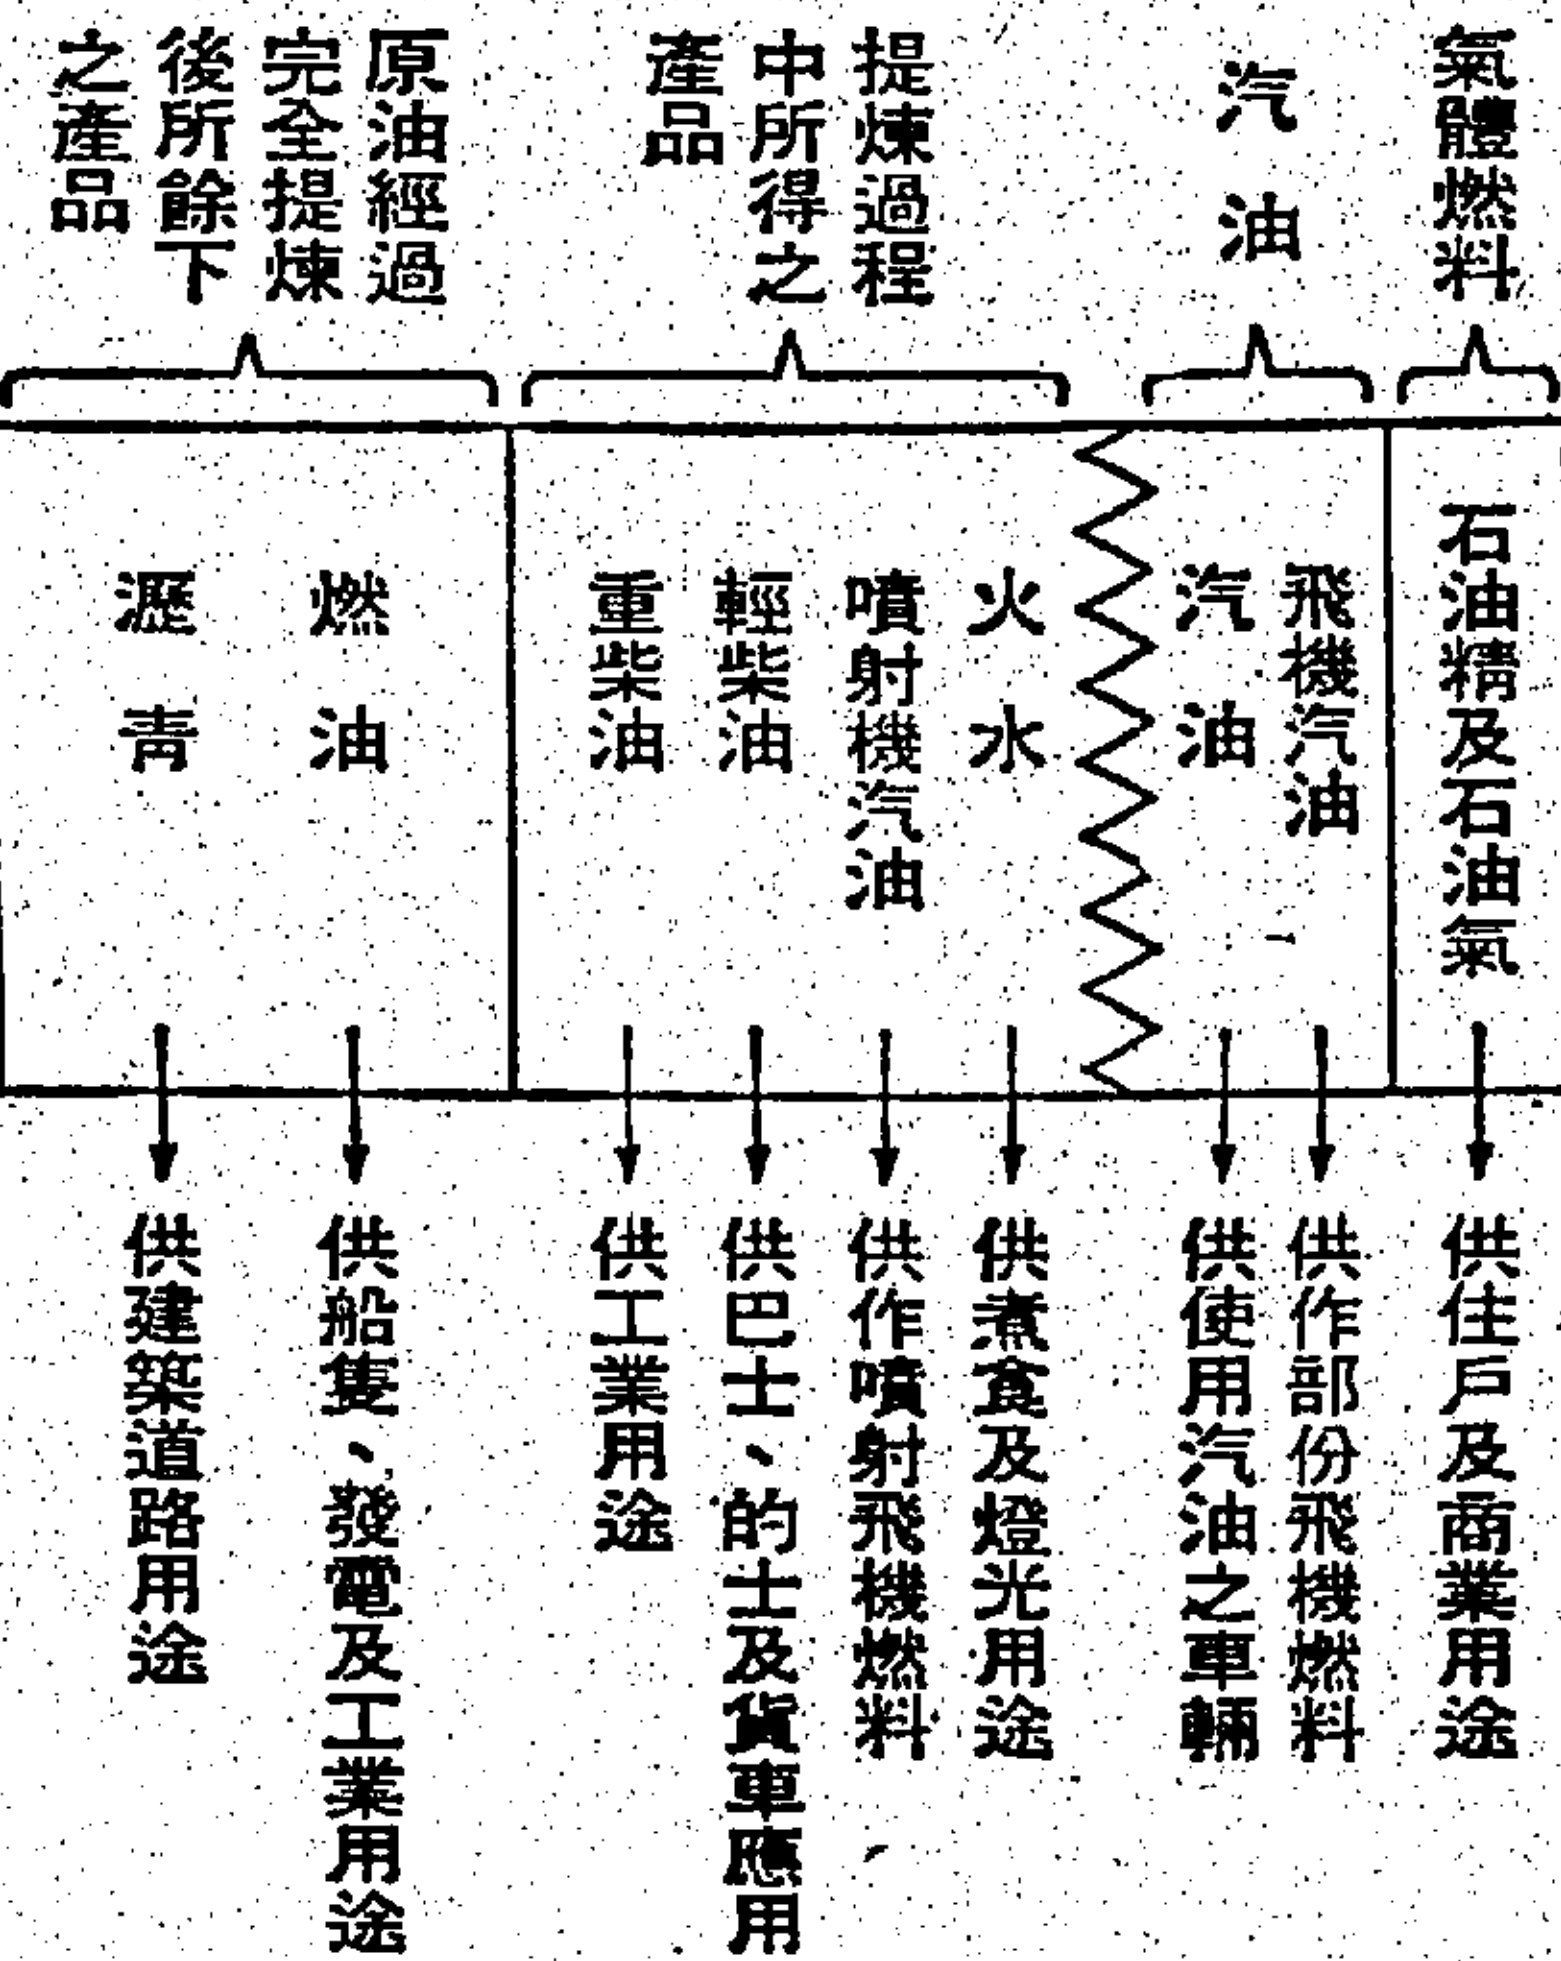 氣體燃料
汽油
提煉過程
中所得之
產品
原油經過
完全提煉
後所餘下
之產品
石油精及石油氣
飛機汽油
汽油
火水
噴射機汽油
輕柴油
重柴油
燃油
瀝青
供住戶及商業用途
供作部份飛機燃料
供使用汽油之車輛
供煮食及燈光用途
供作噴射飛機燃料
供巴士、的士及貨車應用
供工業用途
供船隻、發電及工業用途
供建築道路用途